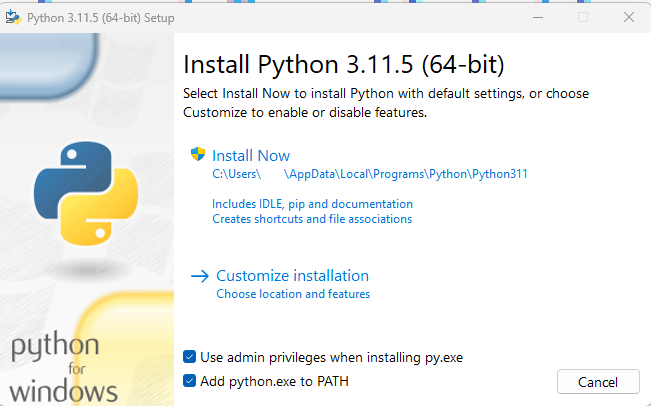 Python 3.11.5 (64-bit) Setup
Install Python 3.11.5 (64-bit)
Select Install Now to install Python with default settings, or choose
Customize to enable or disable features.
Install Now
C:\Users\ \AppData\Local\Programs\Python\Python311
Includes IDLE, pip and documentation
Creates shortcuts and file associations
Customize installation
Choose location and features
python
for
windows
Use admin privileges when installing py.exe
Add python.exe to PATH
Cancel